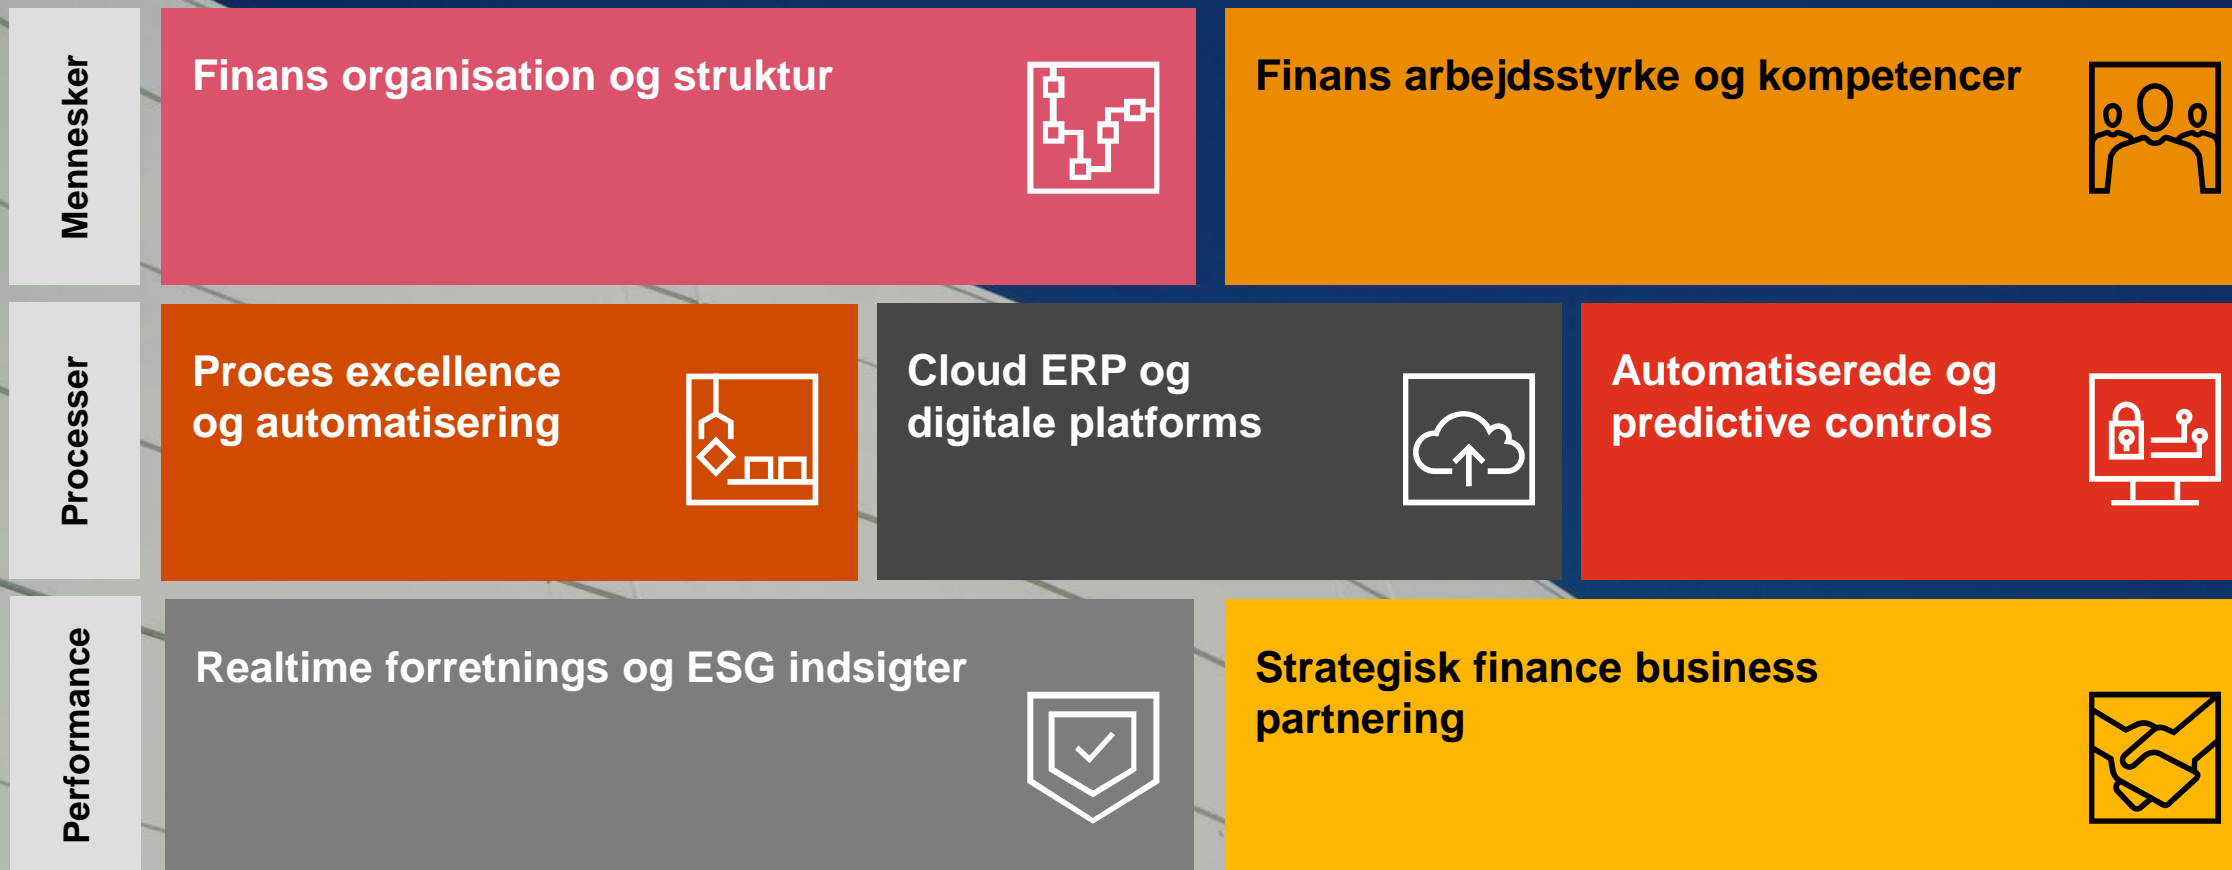 Mennesker
Finans organisation og struktur
Finans arbejdsstyrke og kompetencer
Processer
Proces excellence
og automatisering
Cloud ERP og
digitale platforms
Automatiserede og
predictive controls
Performance
Realtime forretnings og ESG indsigter
Strategisk finance business
partnering